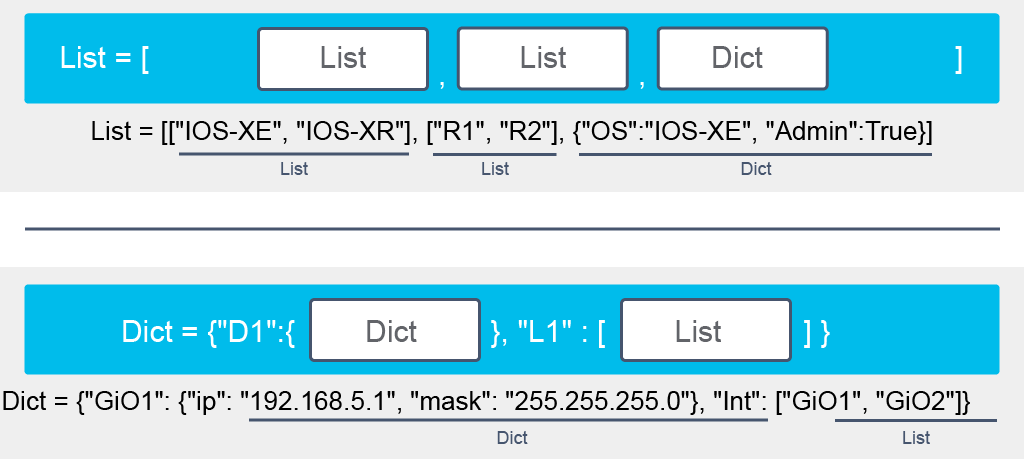 List = [ List , List , Dict ]
List = [["IOS-XE", "IOS-XR"], ["R1", "R2"], {"OS":"IOS-XE", "Admin":True}]
List List Dict
Dict = {"D1":{ Dict }, "L1" : [ List ] }
Dict = {"GiO1": {"ip": "192.168.5.1", "mask": "255.255.255.0"}, "Int": ["GiO1", "GiO2"]}
Dict List